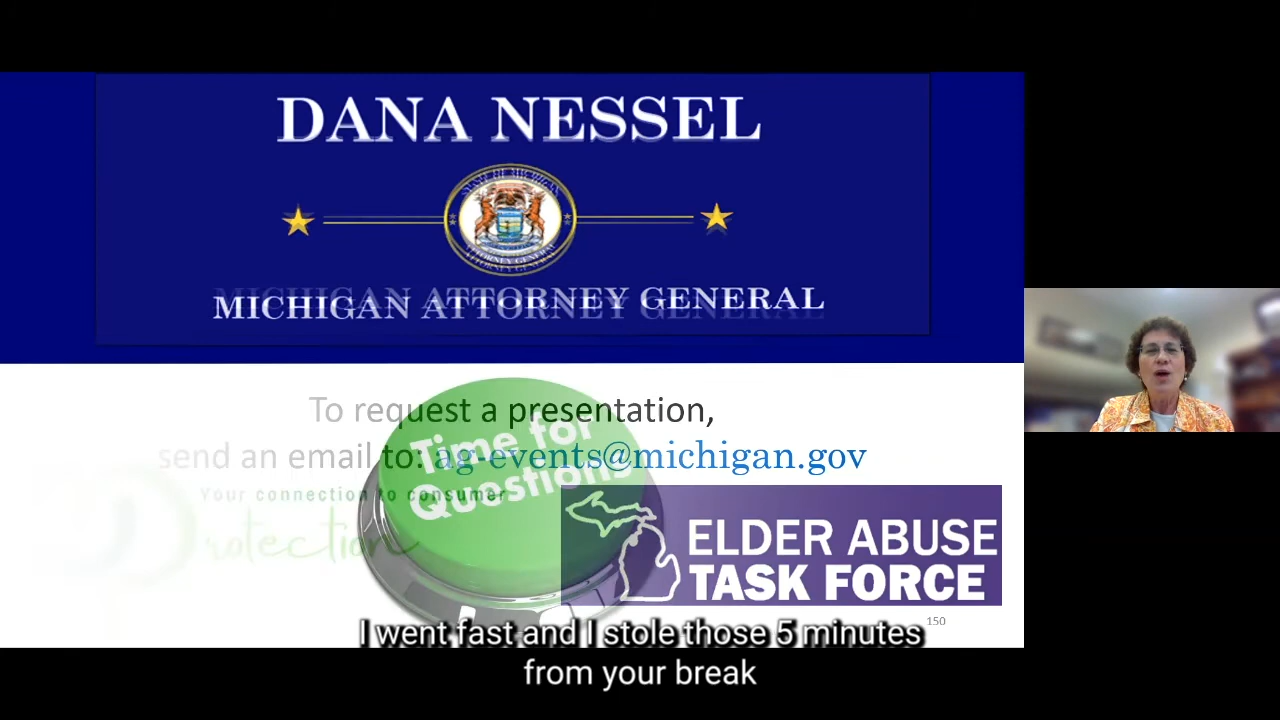 DANA NESSEL
MICHIGAN ATTORNEY GENERAL
To request a presentation,
send an email to: ag-events@michigan.gov
Time for
Questions
Your connection to consumer
Protection
ELDER ABUSE
TASK FORCE
150
I went fast and I stole those 5 minutes
from your break